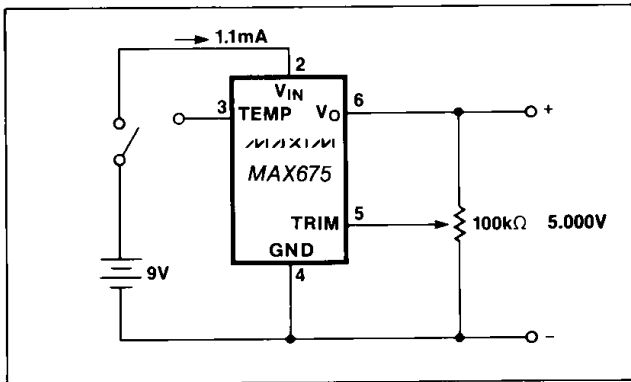 1.1mA
2
VIN
3
TEMP
VO
6
MAXIM
MAX675
TRIM
5
100kΩ
5.000V
GND
4
9V
+
−